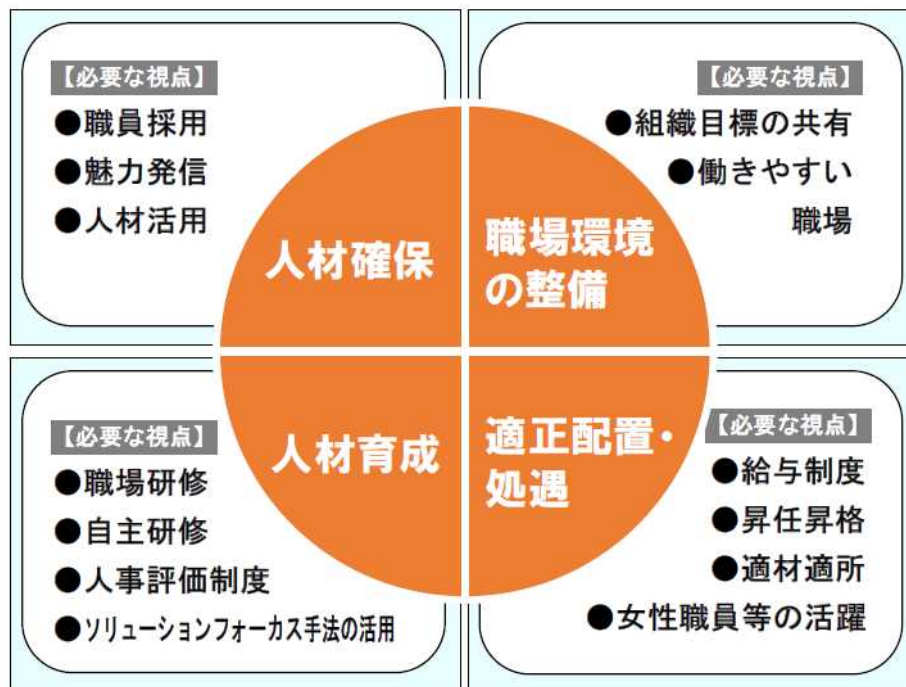 【必要な視点】
●職員採用
●魅力発信
●人材活用
人材確保
【必要な視点】
●組織目標の共有
●働きやすい
職場
職場環境
の整備
【必要な視点】
●職場研修
●自主研修
●人事評価制度
●ソリューションフォーカス手法の活用
人材育成
【必要な視点】
●給与制度
●昇任昇格
●適材適所
●女性職員等の活躍
適正配置・
処遇